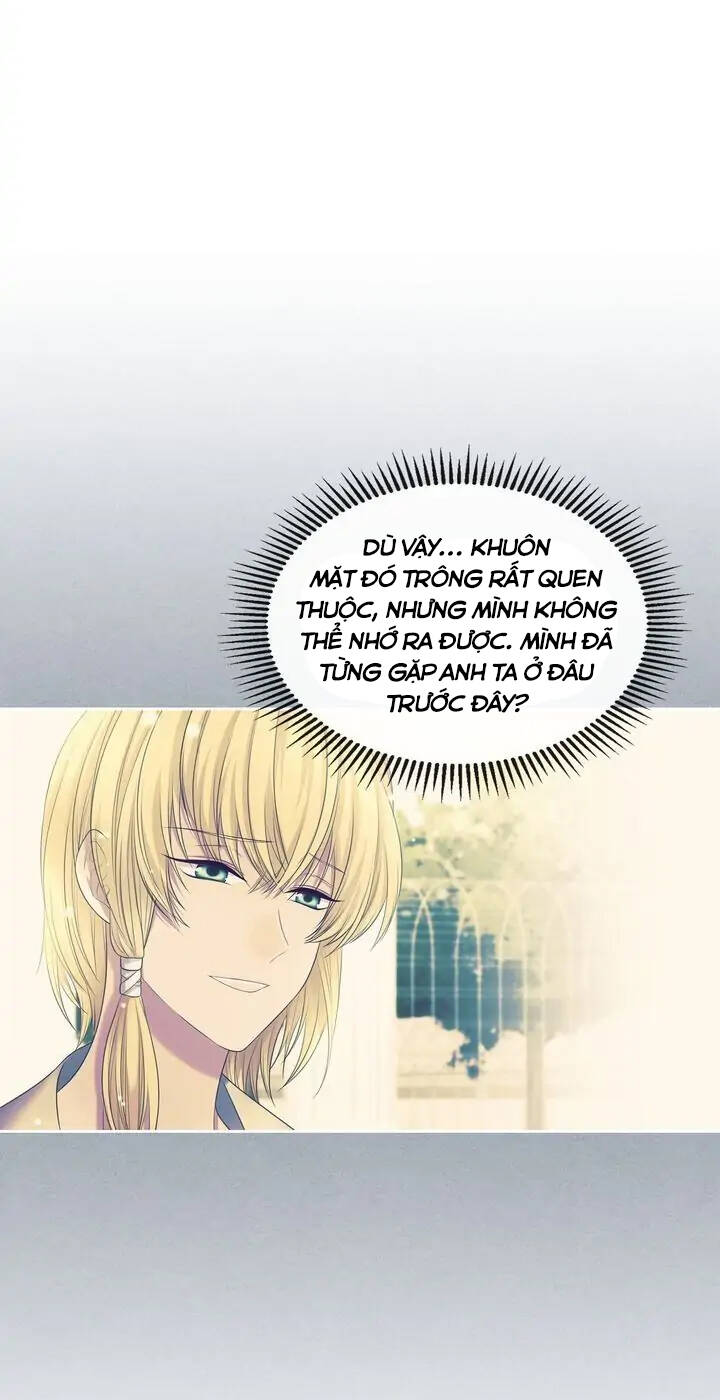 DÙ VẬY... KHUÔN
MẶT ĐÓ TRÔNG RẤT QUEN
THUỘC, NHƯNG MÌNH KHÔNG
THỂ NHỚ RA ĐƯỢC. MÌNH ĐÃ
TỪNG GẶP ANH TA Ở ĐÂU
TRƯỚC ĐÂY?